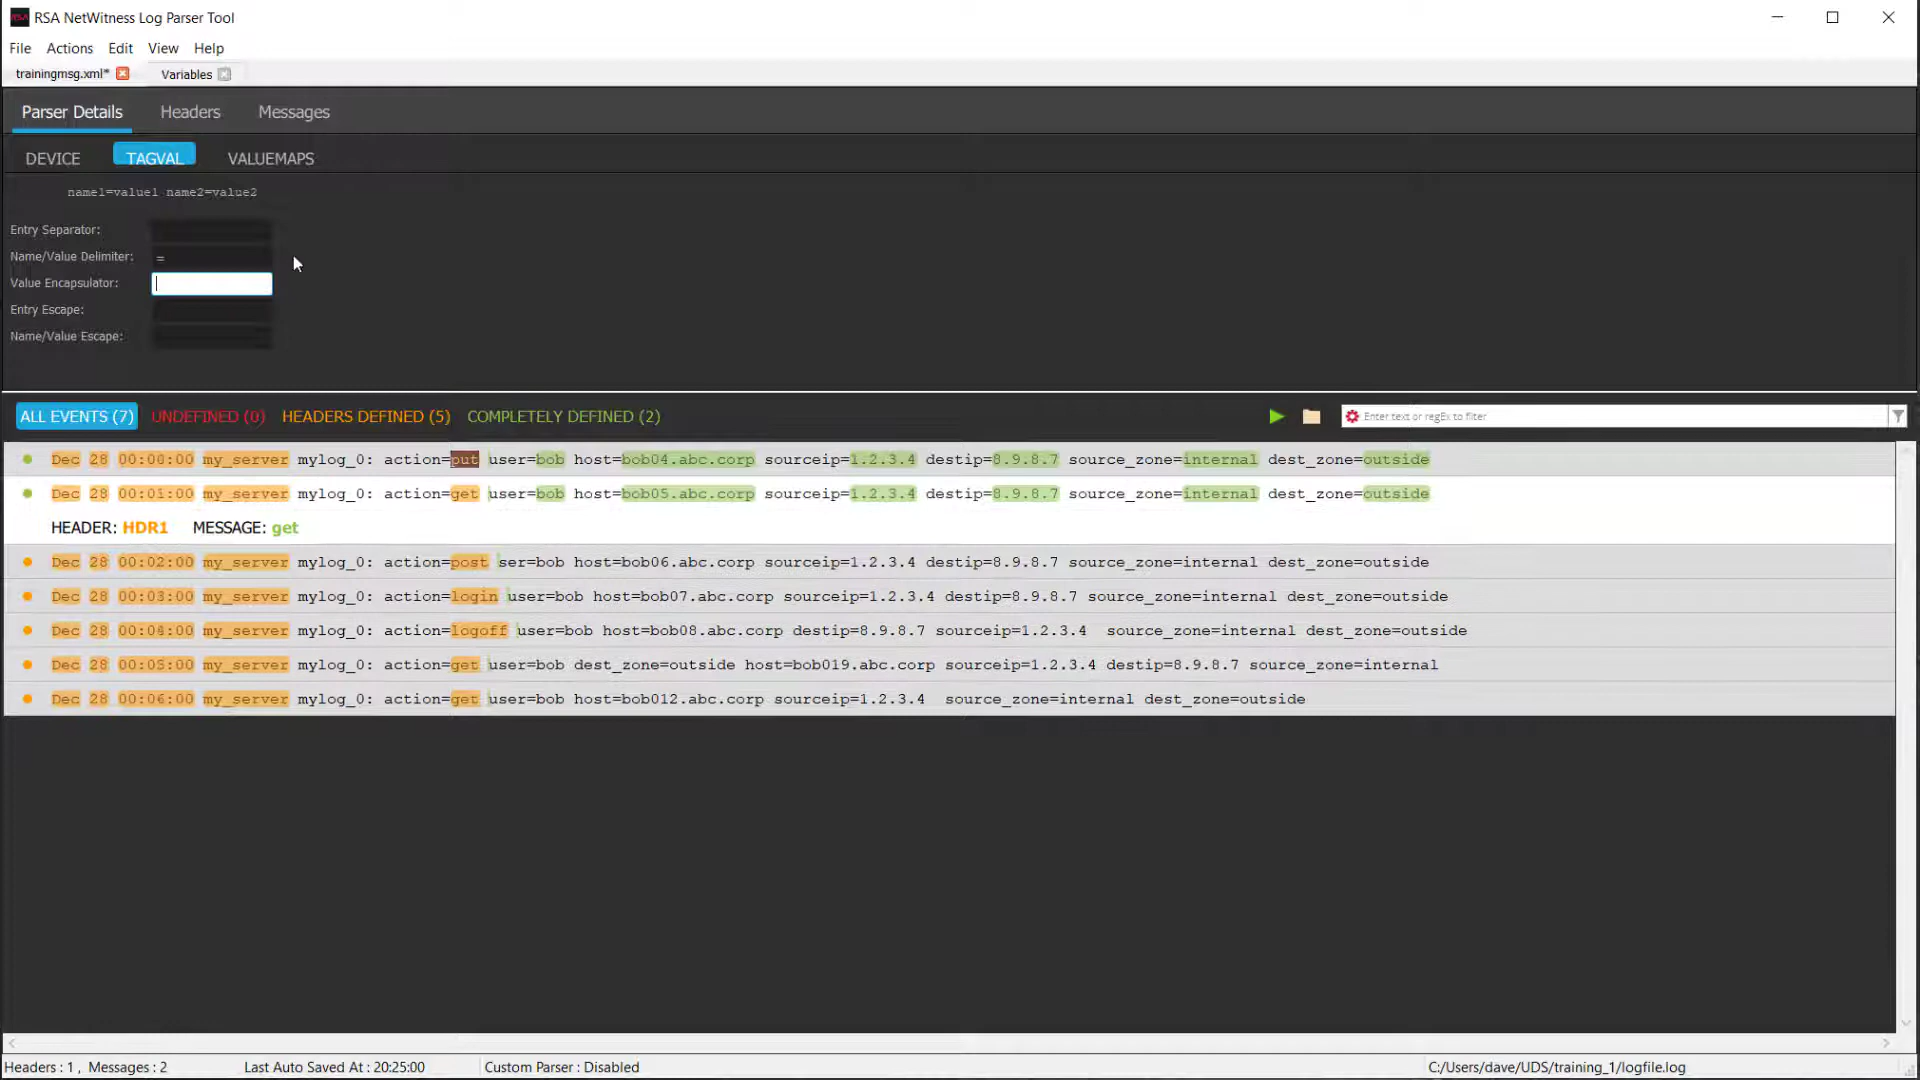 RSA NetWitness Log Parser Tool
File Actions Edit View Help
trainingmsg.xml* Variables
Parser Details Headers Messages
DEVICE TAGVAL VALUEMAPS
name1=value1 name2=value2
Entry Separator:
Name/Value Delimiter: =
Value Encapsulator:
Entry Escape:
Name/Value Escape:
ALL EVENTS (7) UNDEFINED (0) HEADERS DEFINED (5) COMPLETELY DEFINED (2) Enter text or regEx to filter
Dec 28 00:00:00 my_server mylog_0: action=put user=bob host=bob04.abc.corp sourceip=1.2.3.4 destip=8.9.8.7 source_zone=internal dest_zone=outside
Dec 28 00:01:00 my_server mylog_0: action=get user=bob host=bob05.abc.corp sourceip=1.2.3.4 destip=8.9.8.7 source_zone=internal dest_zone=outside
HEADER: HDR1 MESSAGE: get
Dec 28 00:02:00 my_server mylog_0: action=post ser=bob host=bob06.abc.corp sourceip=1.2.3.4 destip=8.9.8.7 source_zone=internal dest_zone=outside
Dec 28 00:03:00 my_server mylog_0: action=login user=bob host=bob07.abc.corp sourceip=1.2.3.4 destip=8.9.8.7 source_zone=internal dest_zone=outside
Dec 28 00:04:00 my_server mylog_0: action=logoff user=bob host=bob08.abc.corp destip=8.9.8.7 sourceip=1.2.3.4 source_zone=internal dest_zone=outside
Dec 28 00:05:00 my_server mylog_0: action=get user=bob dest_zone=outside host=bob019.abc.corp sourceip=1.2.3.4 destip=8.9.8.7 source_zone=internal
Dec 28 00:06:00 my_server mylog_0: action=get user=bob host=bob012.abc.corp sourceip=1.2.3.4 source_zone=internal dest_zone=outside
Headers : 1 , Messages : 2 Last Auto Saved At : 20:25:00 Custom Parser : Disabled C:/Users/dave/UDS/training_1/logfile.log